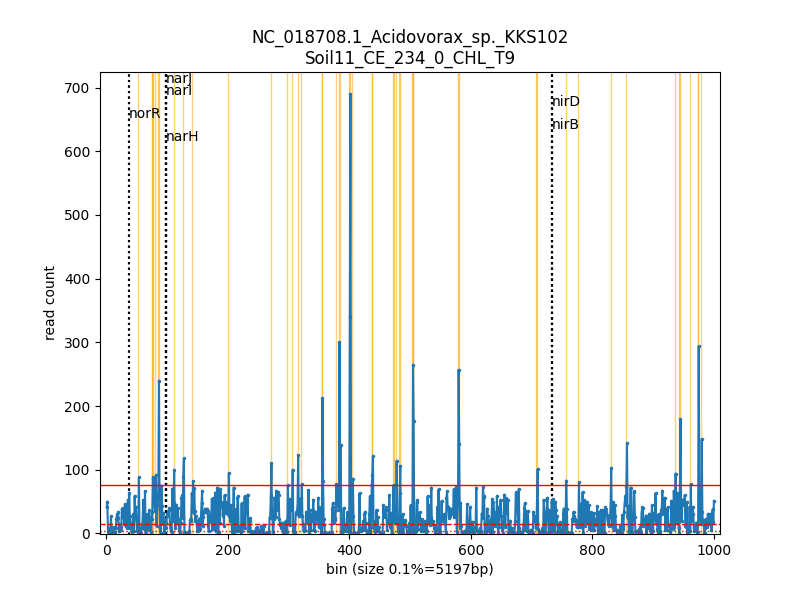 NC_018708.1_Acidovorax_sp._KKS102
Soil11_CE_234_0_CHL_T9
700
600
500
400
300
200
100
0
read count
norR
narJ
narI
narH
nirD
nirB
0
200
400
600
800
1000
bin (size 0.1%=5197bp)